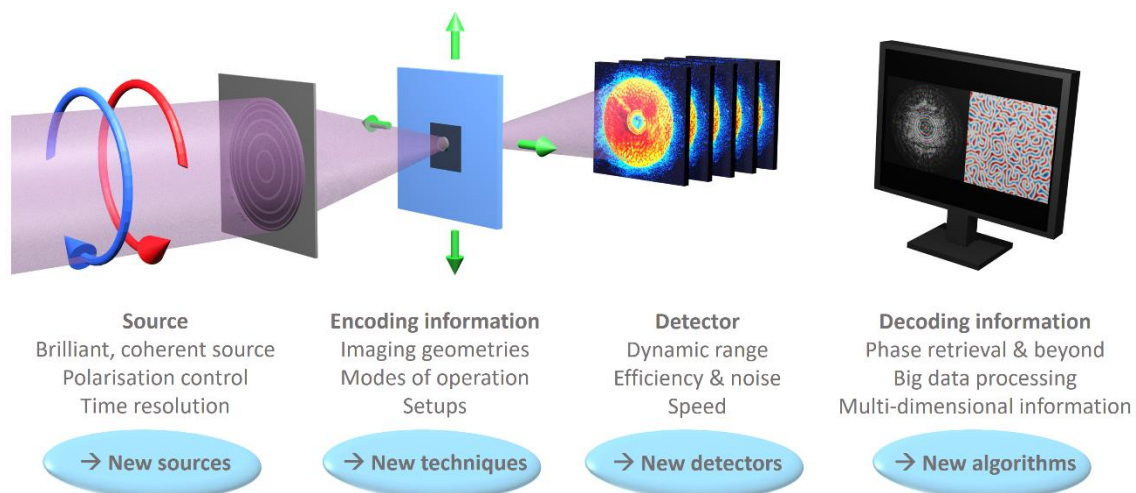 Source
Brilliant, coherent source
Polarisation control
Time resolution
→ New sources
Encoding information
Imaging geometries
Modes of operation
Setups
→ New techniques
Detector
Dynamic range
Efficiency & noise
Speed
→ New detectors
Decoding information
Phase retrieval & beyond
Big data processing
Multi-dimensional information
→ New algorithms